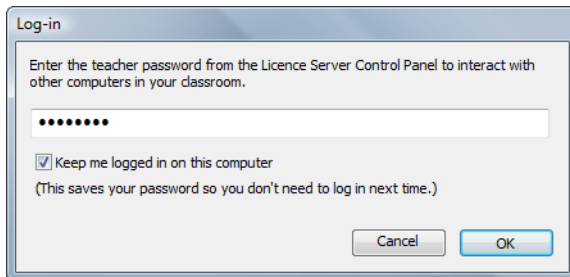 Log-in
Enter the teacher password from the Licence Server Control Panel to interact with
other computers in your classroom.
••••••••
Keep me logged in on this computer
(This saves your password so you don't need to log in next time.)
Cancel OK